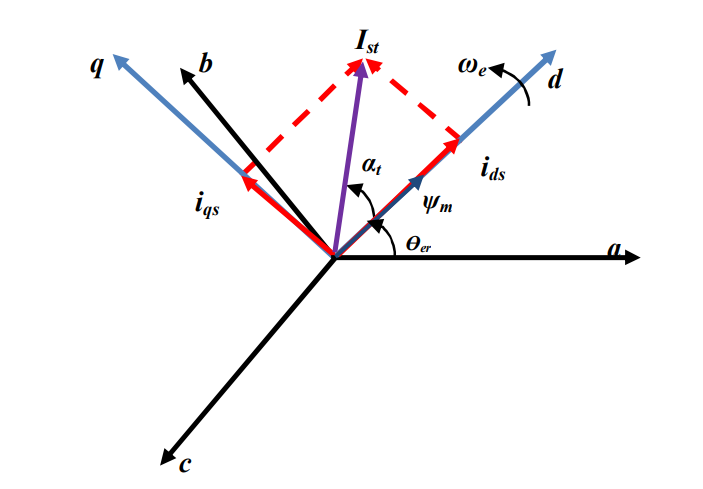 I_st
q
b
ω_e
d
α_t
i_ds
i_qs
ψ_m
Θ_er
a
c